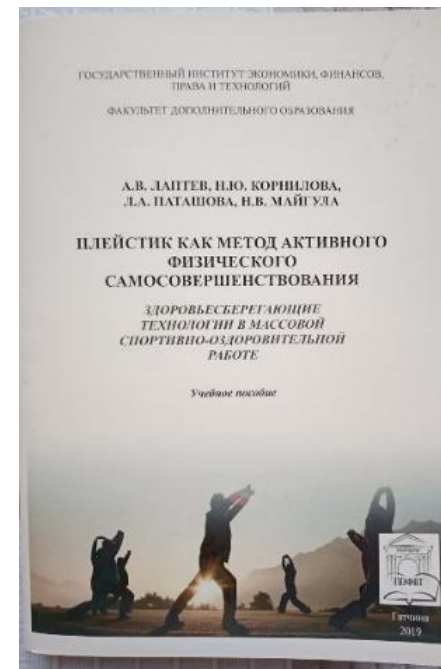 ГОСУДАРСТВЕННЫЙ ИНСТИТУТ ЭКОНОМИКИ, ФИНАНСОВ,
ПРАВА И ТЕХНОЛОГИЙ
ФАКУЛЬТЕТ ДОПОЛНИТЕЛЬНОГО ОБРАЗОВАНИЯ
А.В. ЛАПТЕВ, Н.Ю. КОРНИЛОВА,
Л.А. ПАТАШОВА, Н.В. МАЙГУЛА
ПЛЕЙСТИК КАК МЕТОД АКТИВНОГО
ФИЗИЧЕСКОГО
САМОСОВЕРШЕНСТВОВАНИЯ
ЗДОРОВЬЕСБЕРЕГАЮЩИЕ
ТЕХНОЛОГИИ В МАССОВОЙ
СПОРТИВНО-ОЗДОРОВИТЕЛЬНОЙ
РАБОТЕ
Учебное пособие
Гатчина
2019